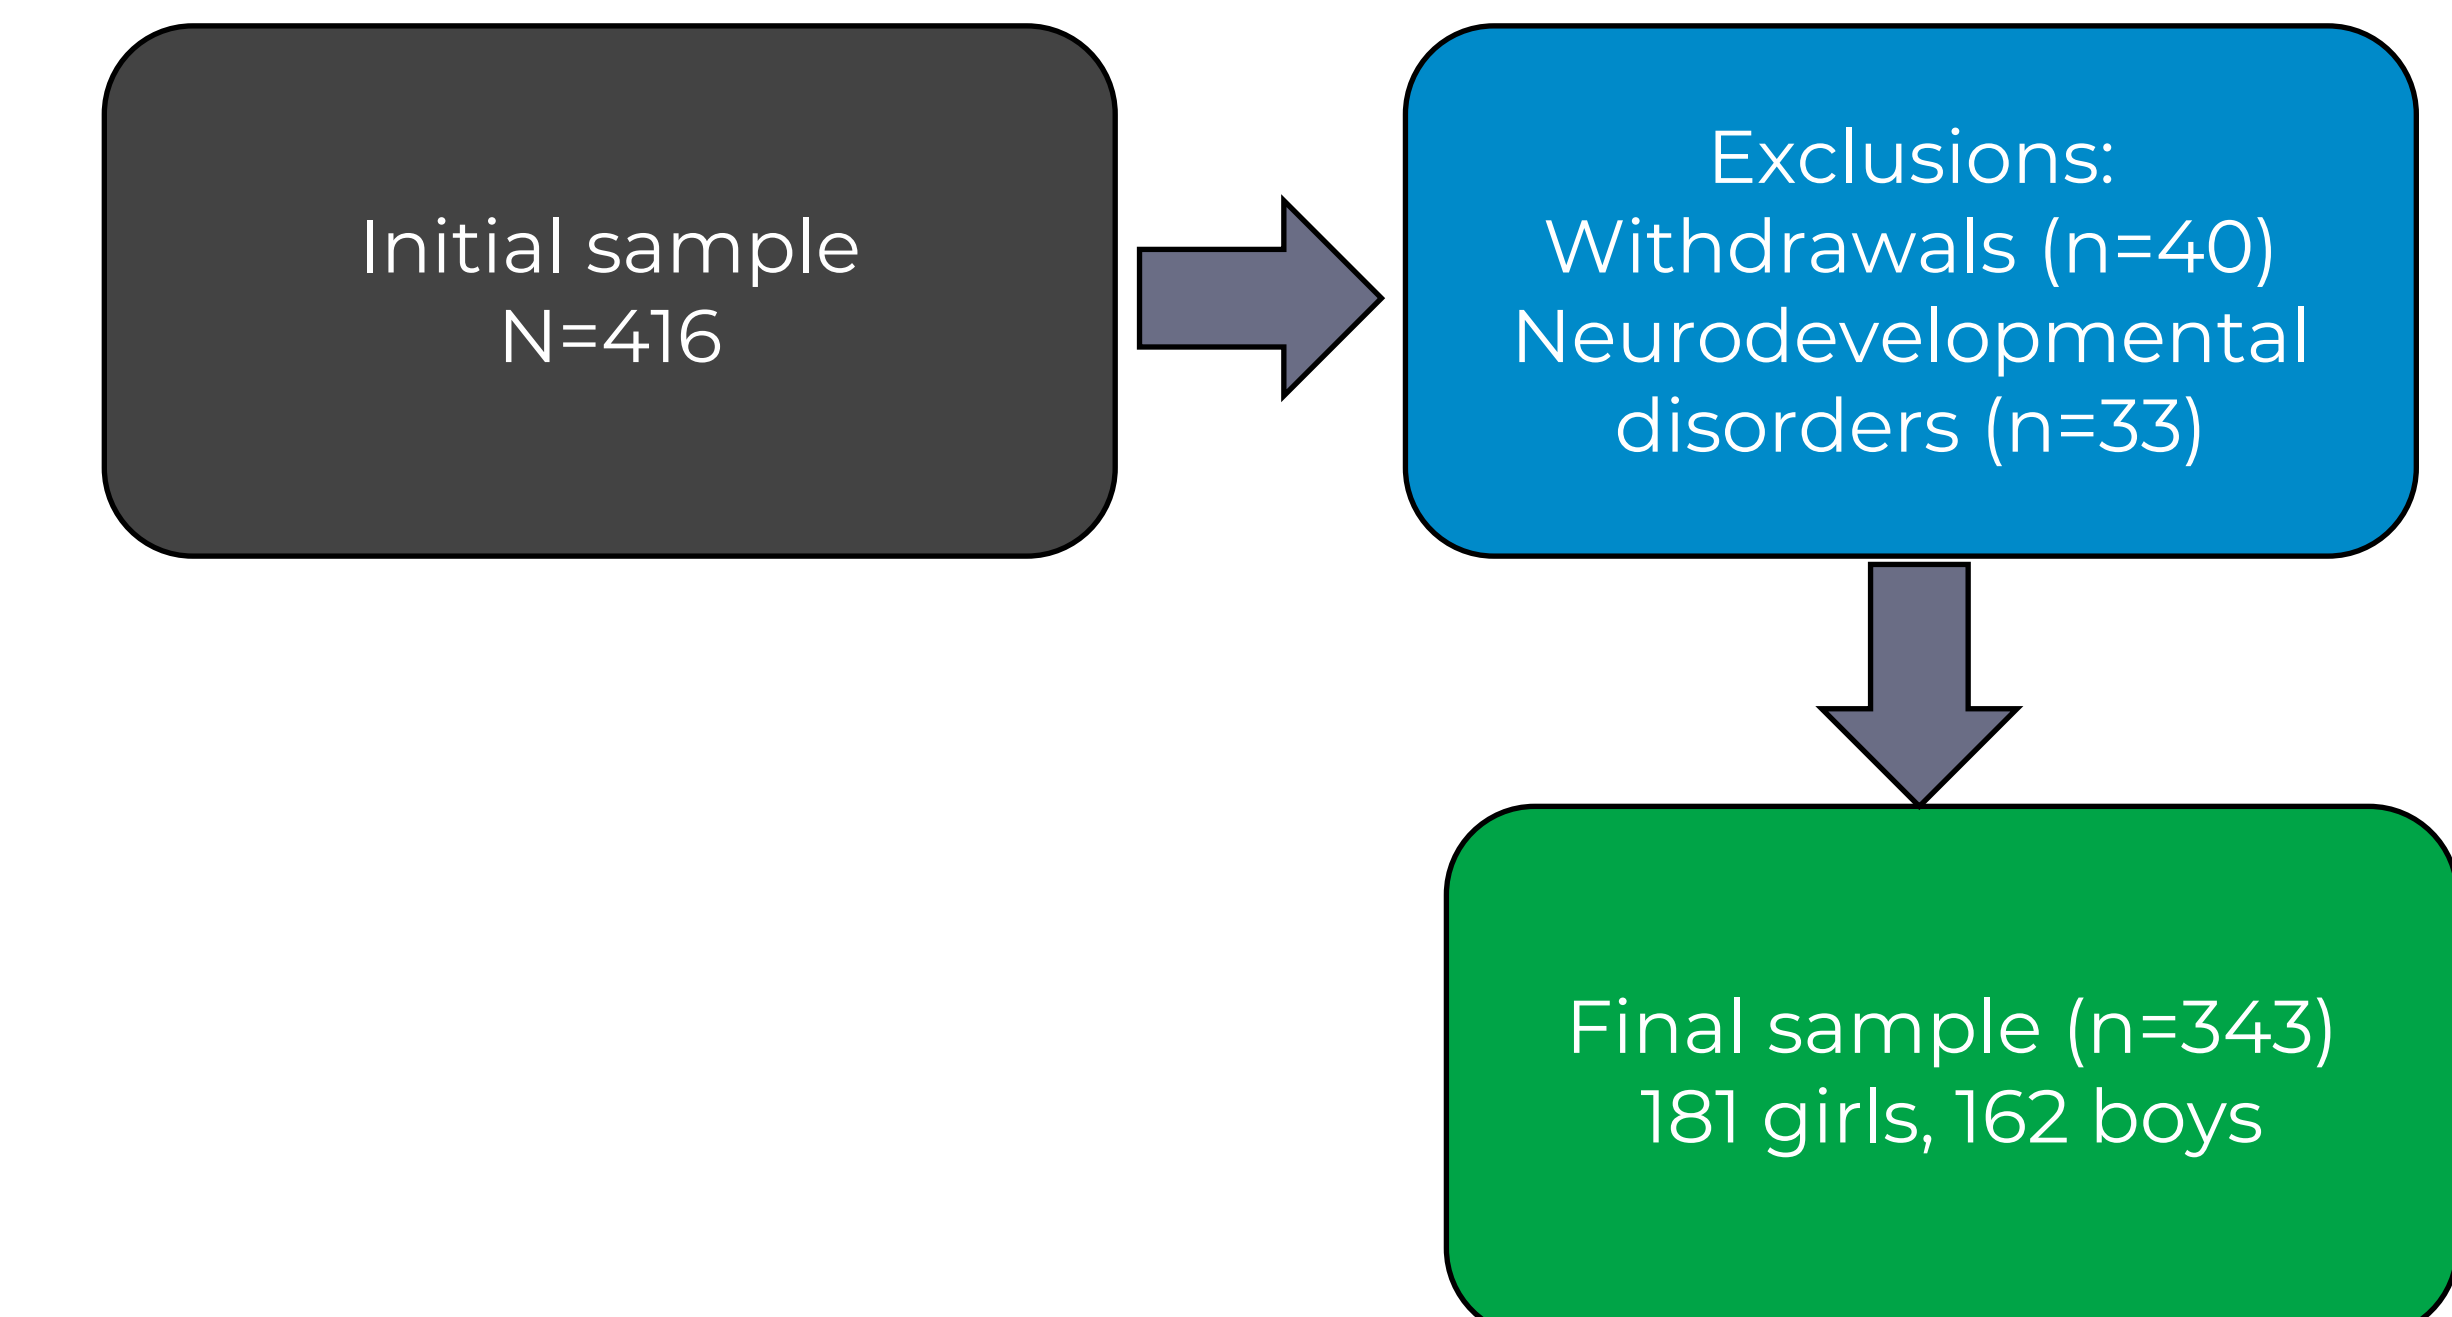 Initial sample
N=416
Exclusions:
Withdrawals (n=40)
Neurodevelopmental
disorders (n=33)
Final sample (n=343)
181 girls, 162 boys